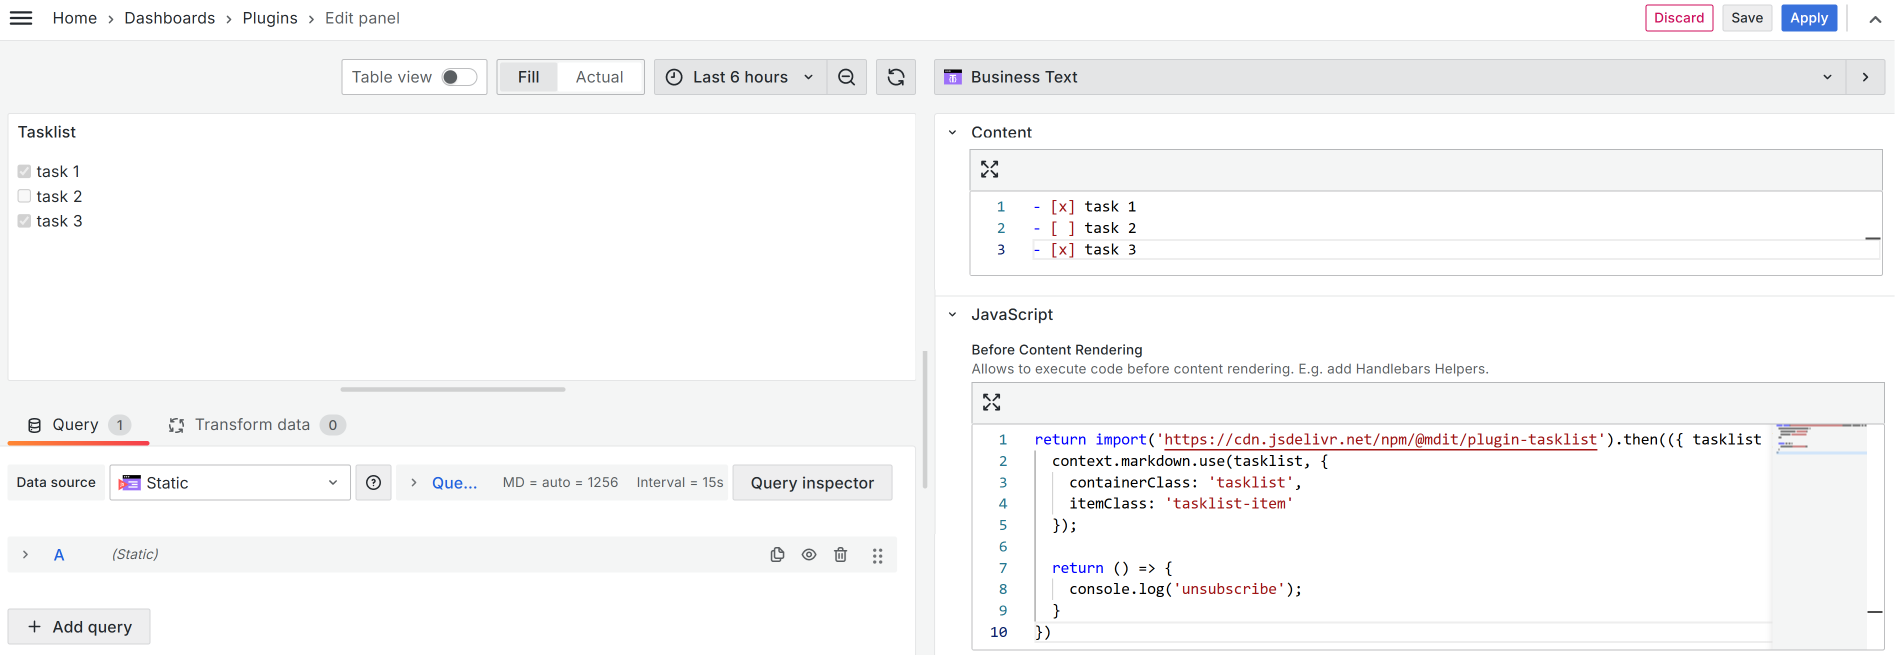 Home › Dashboards › Plugins › Edit panel
Discard
Save
Apply
Table view
Fill
Actual
Last 6 hours
Business Text
Tasklist
task 1
task 2
task 3
Query 1
Transform data 0
Data source
Static
Que...
MD = auto = 1256
Interval = 15s
Query inspector
A
(Static)
+ Add query
Content
1 - [x] task 1
2 - [ ] task 2
3 - [x] task 3
JavaScript
Before Content Rendering
Allows to execute code before content rendering. E.g. add Handlebars Helpers.
1 return import('https://cdn.jsdelivr.net/npm/@mdit/plugin-tasklist').then(({ tasklist
2 context.markdown.use(tasklist, {
3 containerClass: 'tasklist',
4 itemClass: 'tasklist-item'
5 });
6
7 return () => {
8 console.log('unsubscribe');
9 }
10 })